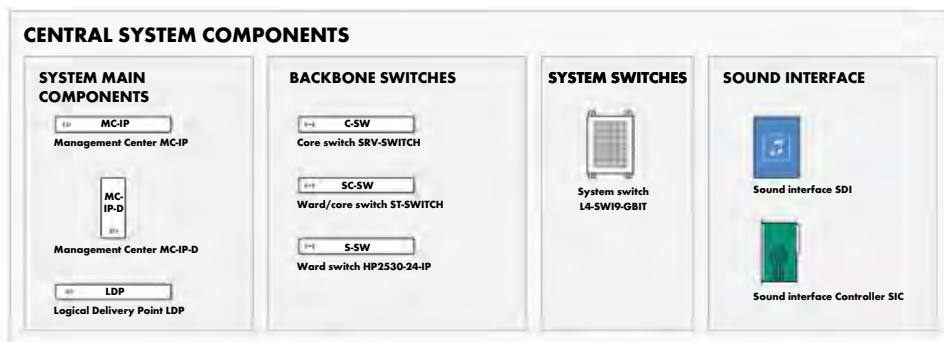 CENTRAL SYSTEM COMPONENTS
SYSTEM MAIN
COMPONENTS
MC-IP
Management Center MC-IP
MC-
IP-D
Management Center MC-IP-D
LDP
Logical Delivery Point LDP
BACKBONE SWITCHES
C-SW
Core switch SRV-SWITCH
SC-SW
Ward/core switch ST-SWITCH
S-SW
Ward switch HP2530-24-IP
SYSTEM SWITCHES
System switch
L4-SWI9-GBIT
SOUND INTERFACE
Sound interface SDI
Sound interface Controller SIC